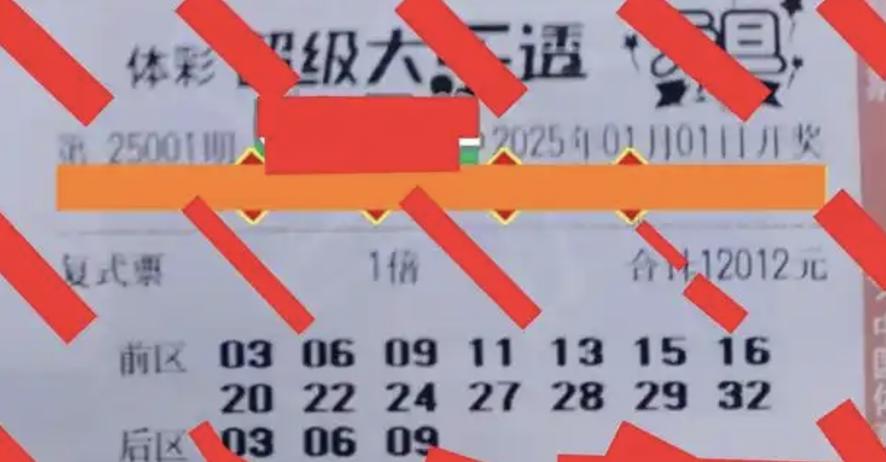 体彩 超级大乐透
第 25001期 2025年01月01日开奖
复式票 1倍 合计12012元
前区 03 06 09 11 13 15 16
20 22 24 27 28 29 32
后区 03 06 09